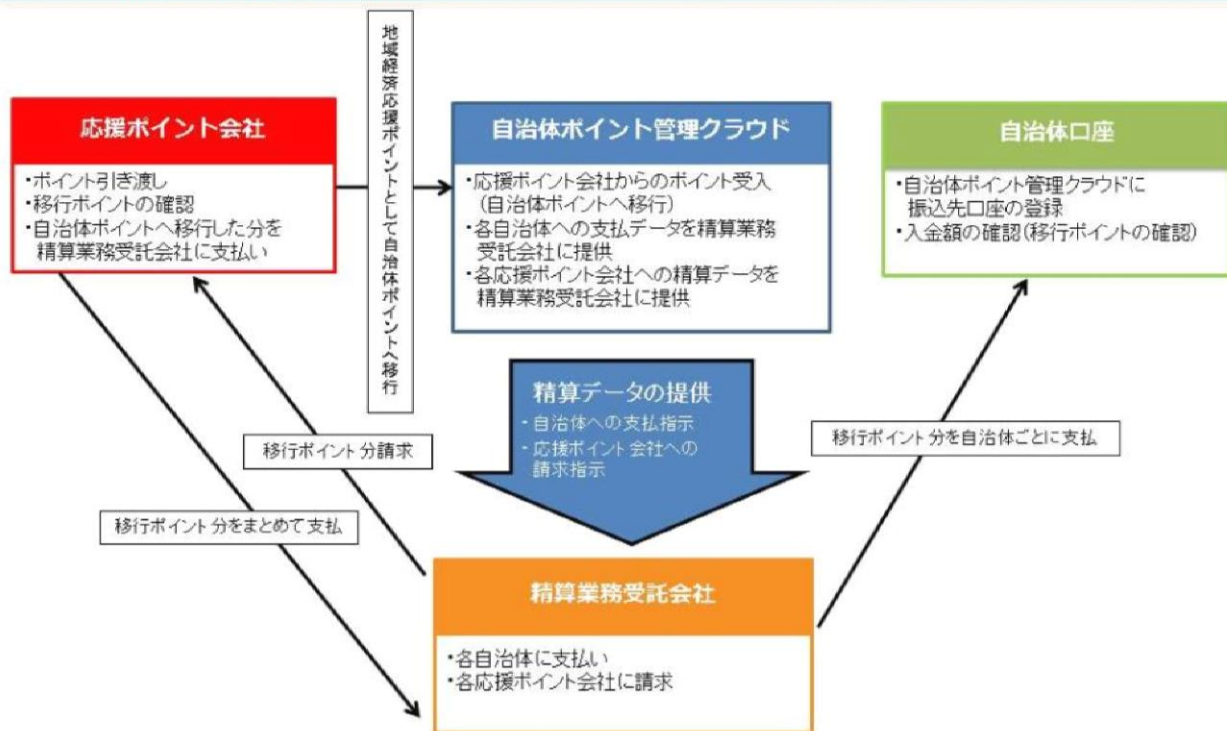 応援ポイント会社
・ポイント引き渡し
・移行ポイントの確認
・自治体ポイントへ移行した分を
精算業務受託会社に支払い
地域経済応援ポイントとして自治体ポイントへ移行
自治体ポイント管理クラウド
・応援ポイント会社からのポイント受入
(自治体ポイントへ移行)
・各自治体への支払データを精算業務
受託会社に提供
・各応援ポイント会社への精算データを
精算業務受託会社に提供
自治体口座
・自治体ポイント管理クラウドに
振込先口座の登録
・入金額の確認(移行ポイントの確認)
精算データの提供
・自治体への支払指示
・応援ポイント会社への
請求指示
移行ポイント分請求
移行ポイント分をまとめて支払
移行ポイント分を自治体ごとに支払
精算業務受託会社
・各自治体に支払い
・各応援ポイント会社に請求